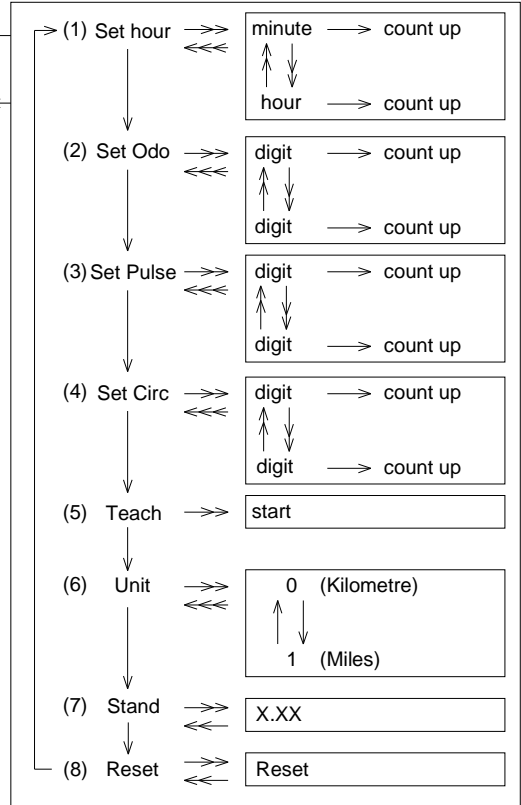 (1) Set hour minute count up
hour count up
(2) Set Odo digit count up
digit count up
(3) Set Pulse digit count up
digit count up
(4) Set Circ digit count up
digit count up
(5) Teach start
(6) Unit 0 (Kilometre)
1 (Miles)
(7) Stand X.XX
(8) Reset Reset